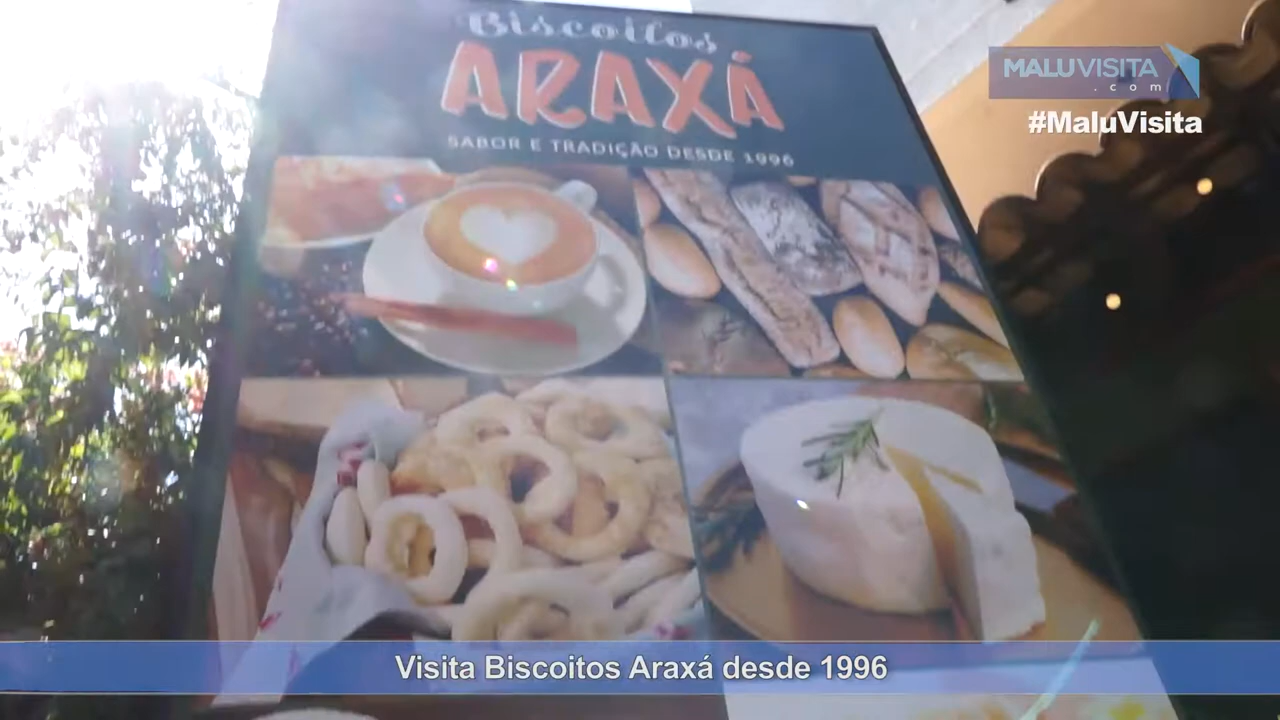 Biscoitos
ARAXÁ
SABOR E TRADIÇÃO DESDE 1996
MALUVISITA
.com
#MaluVisita
Visita Biscoitos Araxá desde 1996